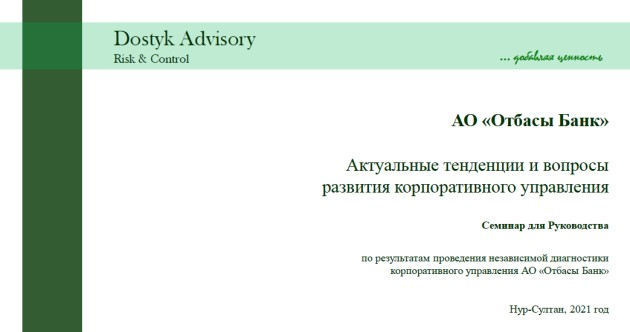 Dostyk Advisory
Risk & Control
... добавляя ценность
АО «Отбасы Банк»
Актуальные тенденции и вопросы
развития корпоративного управления
Семинар для Руководства
по результатам проведения независимой диагностики
корпоративного управления АО «Отбасы Банк»
Нур-Султан, 2021 год